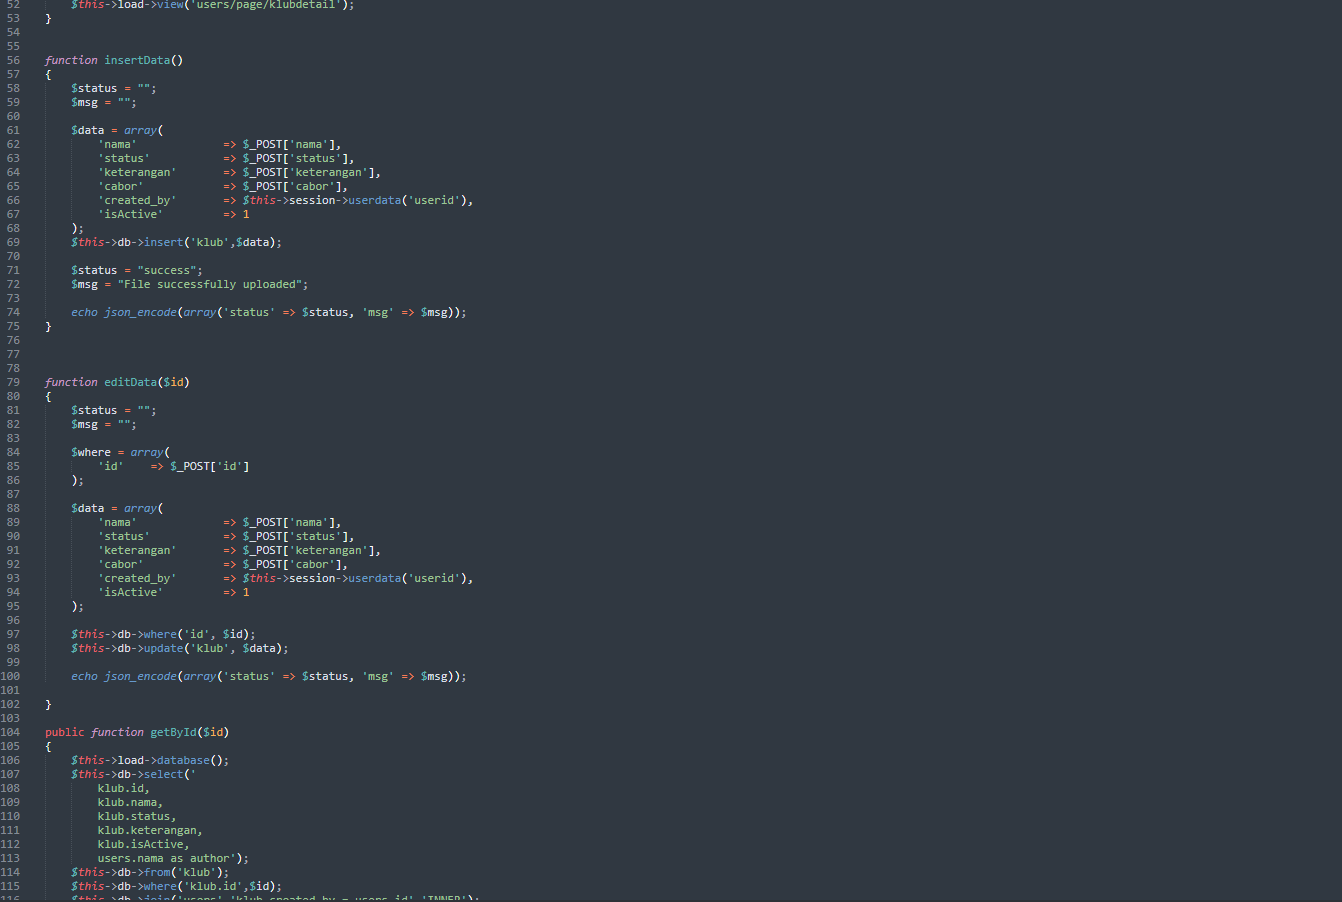 52 $this->load->view('users/page/klubdetail');
53 }
54
55
56 function insertData()
57 {
58 $status = "";
59 $msg = "";
60
61 $data = array(
62 'nama' => $_POST['nama'],
63 'status' => $_POST['status'],
64 'keterangan' => $_POST['keterangan'],
65 'cabor' => $_POST['cabor'],
66 'created_by' => $this->session->userdata('userid'),
67 'isActive' => 1
68 );
69 $this->db->insert('klub',$data);
70
71 $status = "success";
72 $msg = "File successfully uploaded";
73
74 echo json_encode(array('status' => $status, 'msg' => $msg));
75 }
76
77
78
79 function editData($id)
80 {
81 $status = "";
82 $msg = "";
83
84 $where = array(
85 'id' => $_POST['id']
86 );
87
88 $data = array(
89 'nama' => $_POST['nama'],
90 'status' => $_POST['status'],
91 'keterangan' => $_POST['keterangan'],
92 'cabor' => $_POST['cabor'],
93 'created_by' => $this->session->userdata('userid'),
94 'isActive' => 1
95 );
96
97 $this->db->where('id', $id);
98 $this->db->update('klub', $data);
99
100 echo json_encode(array('status' => $status, 'msg' => $msg));
101
102 }
103
104 public function getById($id)
105 {
106 $this->load->database();
107 $this->db->select('
108 klub.id,
109 klub.nama,
110 klub.status,
111 klub.keterangan,
112 klub.isActive,
113 users.nama as author');
114 $this->db->from('klub');
115 $this->db->where('klub.id',$id);
116 $this->db->join('users','klub.created_by = users.id','INNER');